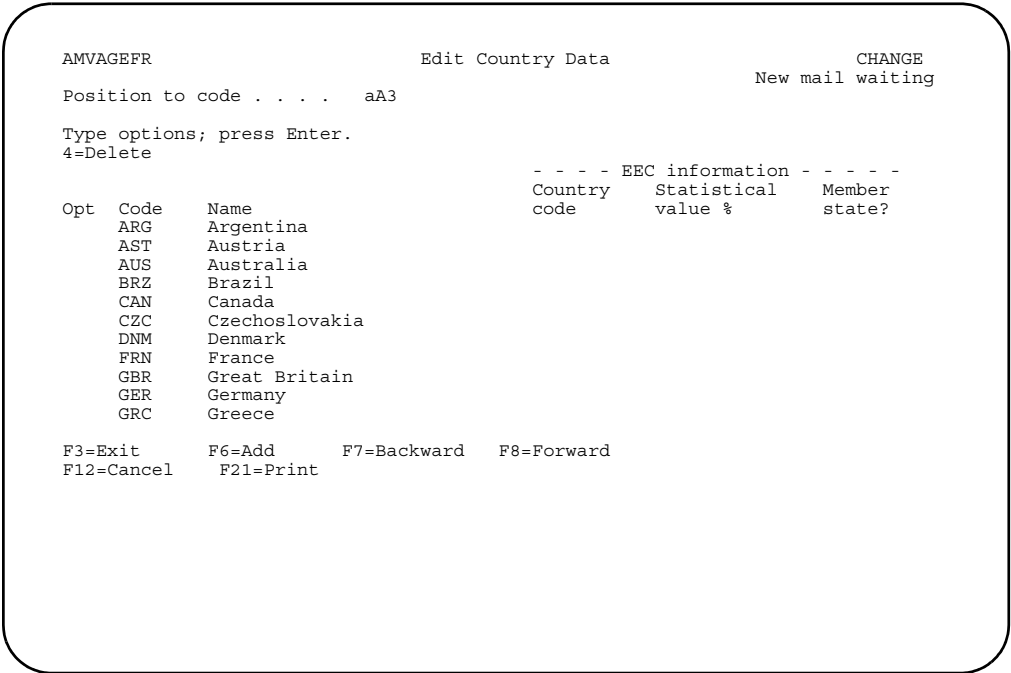 AMVAGEFR Edit Country Data CHANGE
New mail waiting
Position to code . . . . aA3
Type options; press Enter.
4=Delete
- - - - EEC information - - - - -
Country Statistical Member
Opt Code Name code value % state?
ARG Argentina
AST Austria
AUS Australia
BRZ Brazil
CAN Canada
CZC Czechoslovakia
DNM Denmark
FRN France
GBR Great Britain
GER Germany
GRC Greece
F3=Exit F6=Add F7=Backward F8=Forward
F12=Cancel F21=Print